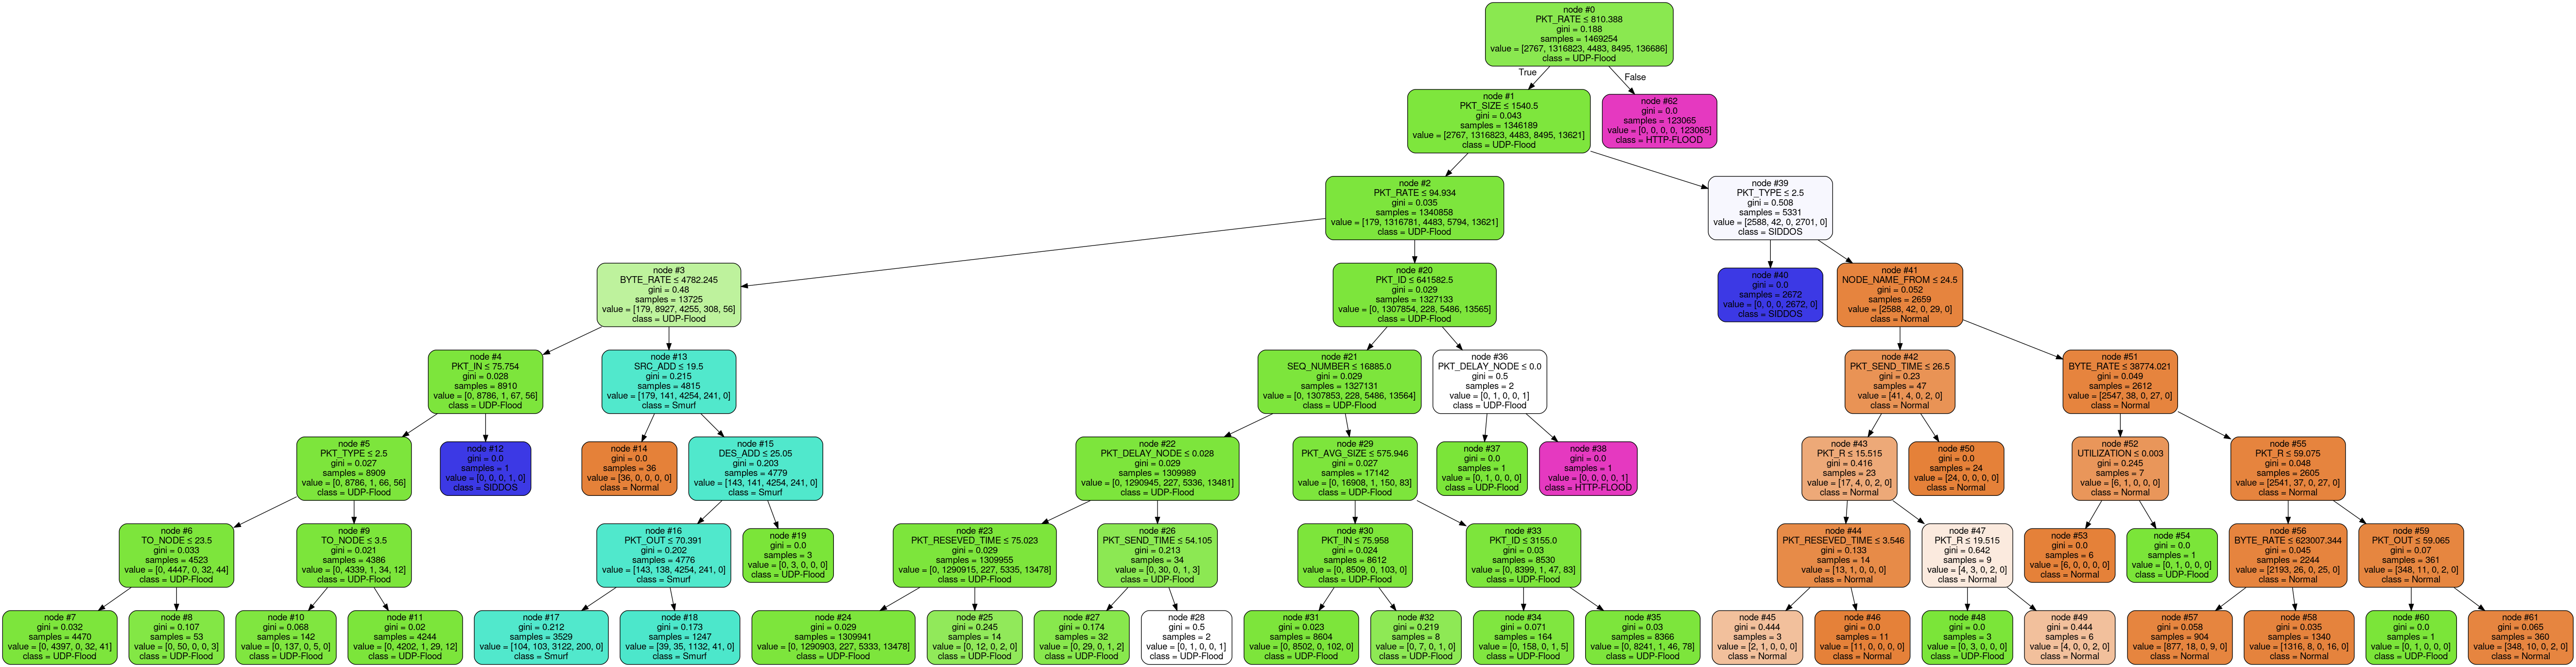 node #0
PKT_RATE ≤ 810.388
gini = 0.188
samples = 1469254
value = [2767, 1316823, 4483, 8495, 136686]
class = UDP-Flood
True
False
node #1
PKT_SIZE ≤ 1540.5
gini = 0.043
samples = 1346189
value = [2767, 1316823, 4483, 8495, 13621]
class = UDP-Flood
node #62
gini = 0.0
samples = 123065
value = [0, 0, 0, 0, 123065]
class = HTTP-FLOOD
node #2
PKT_RATE ≤ 94.934
gini = 0.035
samples = 1340858
value = [179, 1316781, 4483, 5794, 13621]
class = UDP-Flood
node #39
PKT_TYPE ≤ 2.5
gini = 0.508
samples = 5331
value = [2588, 42, 0, 2701, 0]
class = SIDDOS
node #3
BYTE_RATE ≤ 4782.245
gini = 0.48
samples = 13725
value = [179, 8927, 4255, 308, 56]
class = UDP-Flood
node #20
PKT_ID ≤ 641582.5
gini = 0.029
samples = 1327133
value = [0, 1307854, 228, 5486, 13565]
class = UDP-Flood
node #40
gini = 0.0
samples = 2672
value = [0, 0, 0, 2672, 0]
class = SIDDOS
node #41
NODE_NAME_FROM ≤ 24.5
gini = 0.052
samples = 2659
value = [2588, 42, 0, 29, 0]
class = Normal
node #4
PKT_IN ≤ 75.754
gini = 0.028
samples = 8910
value = [0, 8786, 1, 67, 56]
class = UDP-Flood
node #13
SRC_ADD ≤ 19.5
gini = 0.215
samples = 4815
value = [179, 141, 4254, 241, 0]
class = Smurf
node #21
SEQ_NUMBER ≤ 16885.0
gini = 0.029
samples = 1327131
value = [0, 1307853, 228, 5486, 13564]
class = UDP-Flood
node #36
PKT_DELAY_NODE ≤ 0.0
gini = 0.5
samples = 2
value = [0, 1, 0, 0, 1]
class = UDP-Flood
node #42
PKT_SEND_TIME ≤ 26.5
gini = 0.23
samples = 47
value = [41, 4, 0, 2, 0]
class = Normal
node #51
BYTE_RATE ≤ 38774.021
gini = 0.049
samples = 2612
value = [2547, 38, 0, 27, 0]
class = Normal
node #5
PKT_TYPE ≤ 2.5
gini = 0.027
samples = 8909
value = [0, 8786, 1, 66, 56]
class = UDP-Flood
node #12
gini = 0.0
samples = 1
value = [0, 0, 0, 1, 0]
class = SIDDOS
node #14
gini = 0.0
samples = 36
value = [36, 0, 0, 0, 0]
class = Normal
node #15
DES_ADD ≤ 25.05
gini = 0.203
samples = 4779
value = [143, 141, 4254, 241, 0]
class = Smurf
node #22
PKT_DELAY_NODE ≤ 0.028
gini = 0.029
samples = 1309989
value = [0, 1290945, 227, 5336, 13481]
class = UDP-Flood
node #29
PKT_AVG_SIZE ≤ 575.946
gini = 0.027
samples = 17142
value = [0, 16908, 1, 150, 83]
class = UDP-Flood
node #37
gini = 0.0
samples = 1
value = [0, 1, 0, 0, 0]
class = UDP-Flood
node #38
gini = 0.0
samples = 1
value = [0, 0, 0, 0, 1]
class = HTTP-FLOOD
node #43
PKT_R ≤ 15.515
gini = 0.416
samples = 23
value = [17, 4, 0, 2, 0]
class = Normal
node #50
gini = 0.0
samples = 24
value = [24, 0, 0, 0, 0]
class = Normal
node #52
UTILIZATION ≤ 0.003
gini = 0.245
samples = 7
value = [6, 1, 0, 0, 0]
class = Normal
node #55
PKT_R ≤ 59.075
gini = 0.048
samples = 2605
value = [2541, 37, 0, 27, 0]
class = Normal
node #6
TO_NODE ≤ 23.5
gini = 0.033
samples = 4523
value = [0, 4447, 0, 32, 44]
class = UDP-Flood
node #9
TO_NODE ≤ 3.5
gini = 0.021
samples = 4386
value = [0, 4339, 1, 34, 12]
class = UDP-Flood
node #16
PKT_OUT ≤ 70.391
gini = 0.202
samples = 4776
value = [143, 138, 4254, 241, 0]
class = Smurf
node #19
gini = 0.0
samples = 3
value = [0, 3, 0, 0, 0]
class = UDP-Flood
node #23
PKT_RESEVED_TIME ≤ 75.023
gini = 0.029
samples = 1309955
value = [0, 1290915, 227, 5335, 13478]
class = UDP-Flood
node #26
PKT_SEND_TIME ≤ 54.105
gini = 0.213
samples = 34
value = [0, 30, 0, 1, 3]
class = UDP-Flood
node #30
PKT_IN ≤ 75.958
gini = 0.024
samples = 8612
value = [0, 8399, 0, 103, 0]
class = UDP-Flood
node #33
PKT_ID ≤ 3155.0
gini = 0.03
samples = 8530
value = [0, 8399, 1, 47, 83]
class = UDP-Flood
node #44
PKT_RESEVED_TIME ≤ 3.546
gini = 0.133
samples = 14
value = [13, 1, 0, 0, 0]
class = Normal
node #47
PKT_R ≤ 19.515
gini = 0.642
samples = 9
value = [4, 3, 0, 2, 0]
class = Normal
node #53
gini = 0.0
samples = 6
value = [6, 0, 0, 0, 0]
class = Normal
node #54
gini = 0.0
samples = 1
value = [0, 1, 0, 0, 0]
class = UDP-Flood
node #56
BYTE_RATE ≤ 623007.344
gini = 0.045
samples = 2244
value = [2193, 26, 0, 25, 0]
class = Normal
node #59
PKT_OUT ≤ 59.065
gini = 0.07
samples = 361
value = [348, 11, 0, 2, 0]
class = Normal
node #7
gini = 0.032
samples = 4470
value = [0, 4397, 0, 32, 41]
class = UDP-Flood
node #8
gini = 0.107
samples = 53
value = [0, 50, 0, 0, 3]
class = UDP-Flood
node #10
gini = 0.068
samples = 142
value = [0, 137, 0, 5, 0]
class = UDP-Flood
node #11
gini = 0.02
samples = 4244
value = [0, 4202, 1, 29, 12]
class = UDP-Flood
node #17
gini = 0.212
samples = 3529
value = [104, 103, 3122, 200, 0]
class = Smurf
node #18
gini = 0.173
samples = 1247
value = [39, 35, 1132, 41, 0]
class = Smurf
node #24
gini = 0.029
samples = 1309941
value = [0, 1290903, 227, 5333, 13478]
class = UDP-Flood
node #25
gini = 0.245
samples = 14
value = [0, 12, 0, 2, 0]
class = UDP-Flood
node #27
gini = 0.174
samples = 32
value = [0, 29, 0, 1, 2]
class = UDP-Flood
node #28
gini = 0.5
samples = 2
value = [0, 1, 0, 0, 1]
class = UDP-Flood
node #31
gini = 0.023
samples = 8604
value = [0, 8502, 0, 102, 0]
class = UDP-Flood
node #32
gini = 0.219
samples = 8
value = [0, 7, 0, 1, 0]
class = UDP-Flood
node #34
gini = 0.071
samples = 164
value = [0, 158, 0, 1, 5]
class = UDP-Flood
node #35
gini = 0.03
samples = 8366
value = [0, 8241, 1, 46, 78]
class = UDP-Flood
node #45
gini = 0.444
samples = 3
value = [2, 1, 0, 0, 0]
class = Normal
node #46
gini = 0.0
samples = 11
value = [11, 0, 0, 0, 0]
class = Normal
node #48
gini = 0.0
samples = 3
value = [0, 3, 0, 0, 0]
class = UDP-Flood
node #49
gini = 0.444
samples = 6
value = [4, 0, 0, 2, 0]
class = Normal
node #57
gini = 0.058
samples = 904
value = [877, 18, 0, 9, 0]
class = Normal
node #58
gini = 0.035
samples = 1340
value = [1316, 8, 0, 16, 0]
class = Normal
node #60
gini = 0.0
samples = 1
value = [0, 1, 0, 0, 0]
class = UDP-Flood
node #61
gini = 0.065
samples = 360
value = [348, 10, 0, 2, 0]
class = Normal